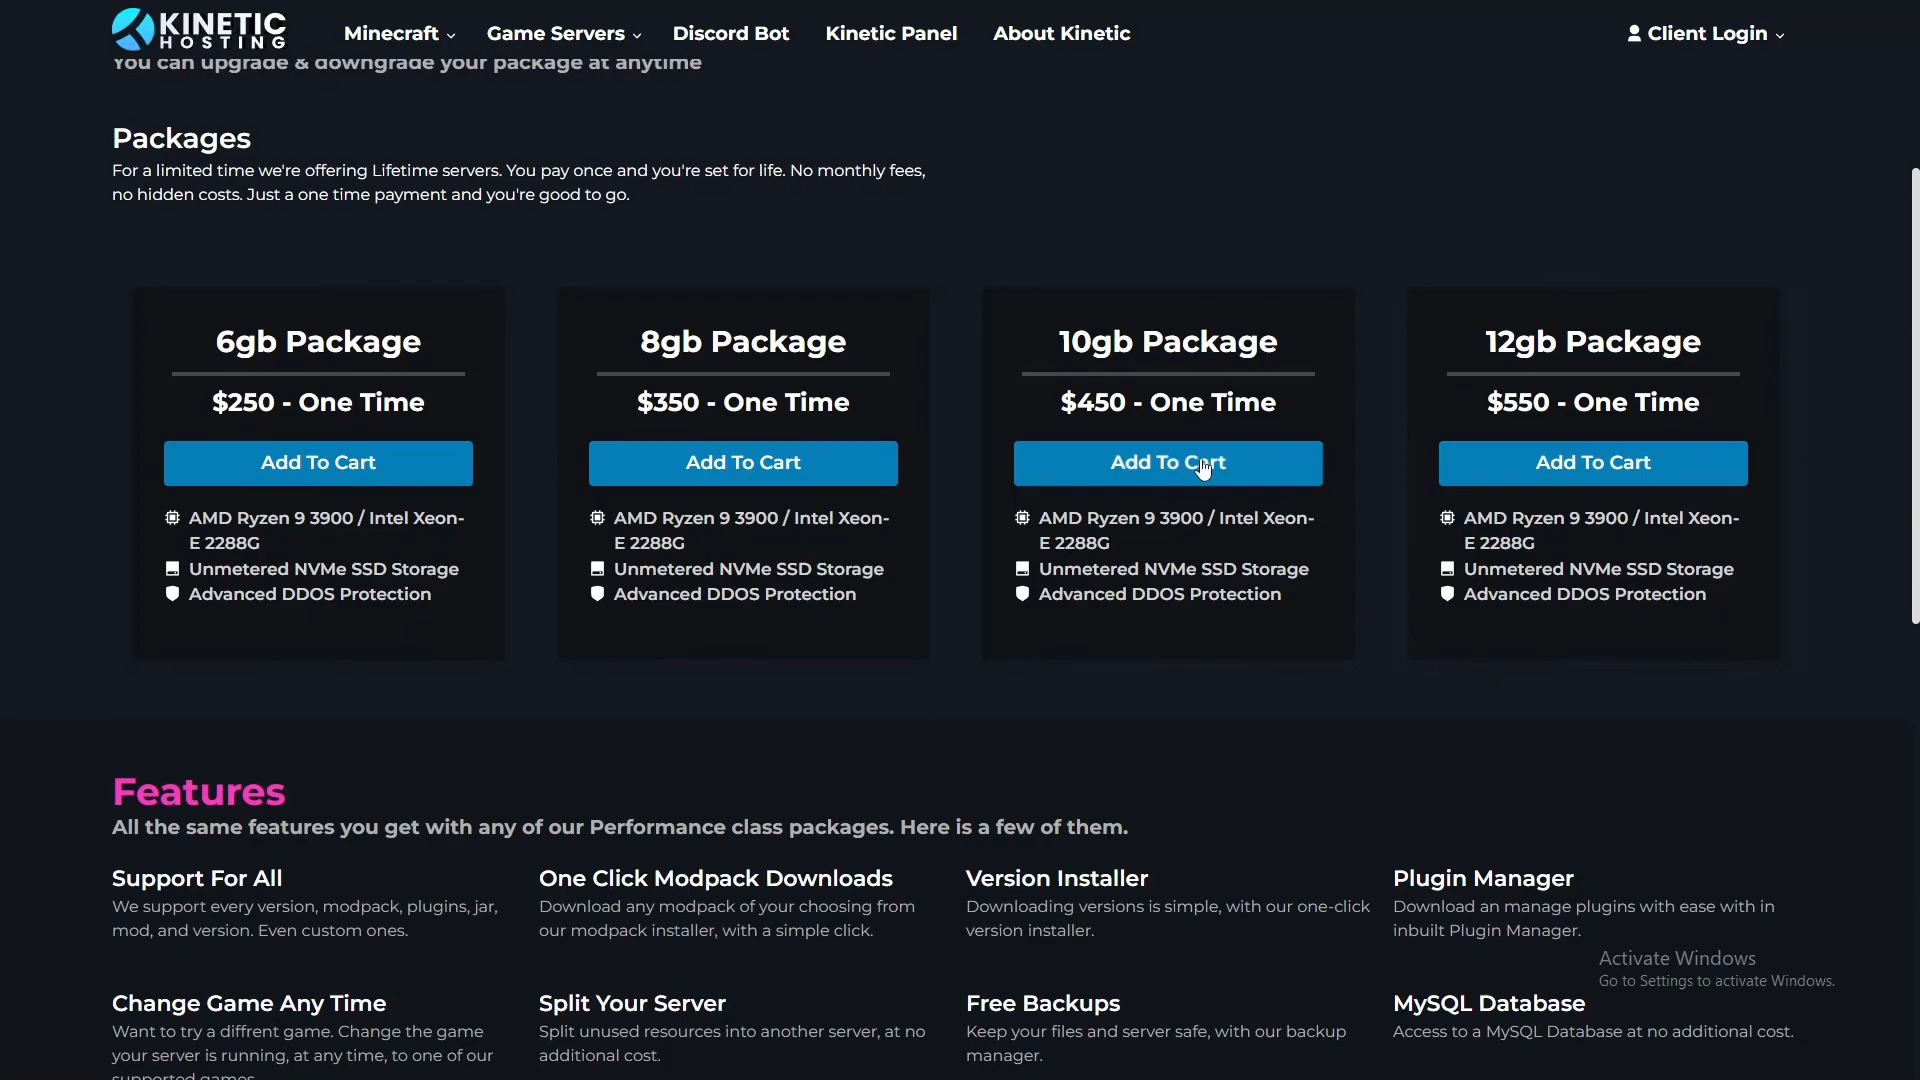 KINETIC
HOSTING
Minecraft
Game Servers
Discord Bot
Kinetic Panel
About Kinetic
Client Login
You can upgrade & downgrade your package at anytime
Packages
For a limited time we're offering Lifetime servers. You pay once and you're set for life. No monthly fees,
no hidden costs. Just a one time payment and you're good to go.
6gb Package
$250 - One Time
Add To Cart
AMD Ryzen 9 3900 / Intel Xeon-
E 2288G
Unmetered NVMe SSD Storage
Advanced DDOS Protection
8gb Package
$350 - One Time
Add To Cart
AMD Ryzen 9 3900 / Intel Xeon-
E 2288G
Unmetered NVMe SSD Storage
Advanced DDOS Protection
10gb Package
$450 - One Time
Add To Cart
AMD Ryzen 9 3900 / Intel Xeon-
E 2288G
Unmetered NVMe SSD Storage
Advanced DDOS Protection
12gb Package
$550 - One Time
Add To Cart
AMD Ryzen 9 3900 / Intel Xeon-
E 2288G
Unmetered NVMe SSD Storage
Advanced DDOS Protection
Features
All the same features you get with any of our Performance class packages. Here is a few of them.
Support For All
We support every version, modpack, plugins, jar,
mod, and version. Even custom ones.
One Click Modpack Downloads
Download any modpack of your choosing from
our modpack installer, with a simple click.
Version Installer
Downloading versions is simple, with our one-click
version installer.
Plugin Manager
Download an manage plugins with ease with in
inbuilt Plugin Manager.
Activate Windows
Go to Settings to activate Windows.
Change Game Any Time
Want to try a diffrent game. Change the game
your server is running, at any time, to one of our
supported games
Split Your Server
Split unused resources into another server, at no
additional cost.
Free Backups
Keep your files and server safe, with our backup
manager.
MySQL Database
Access to a MySQL Database at no additional cost.